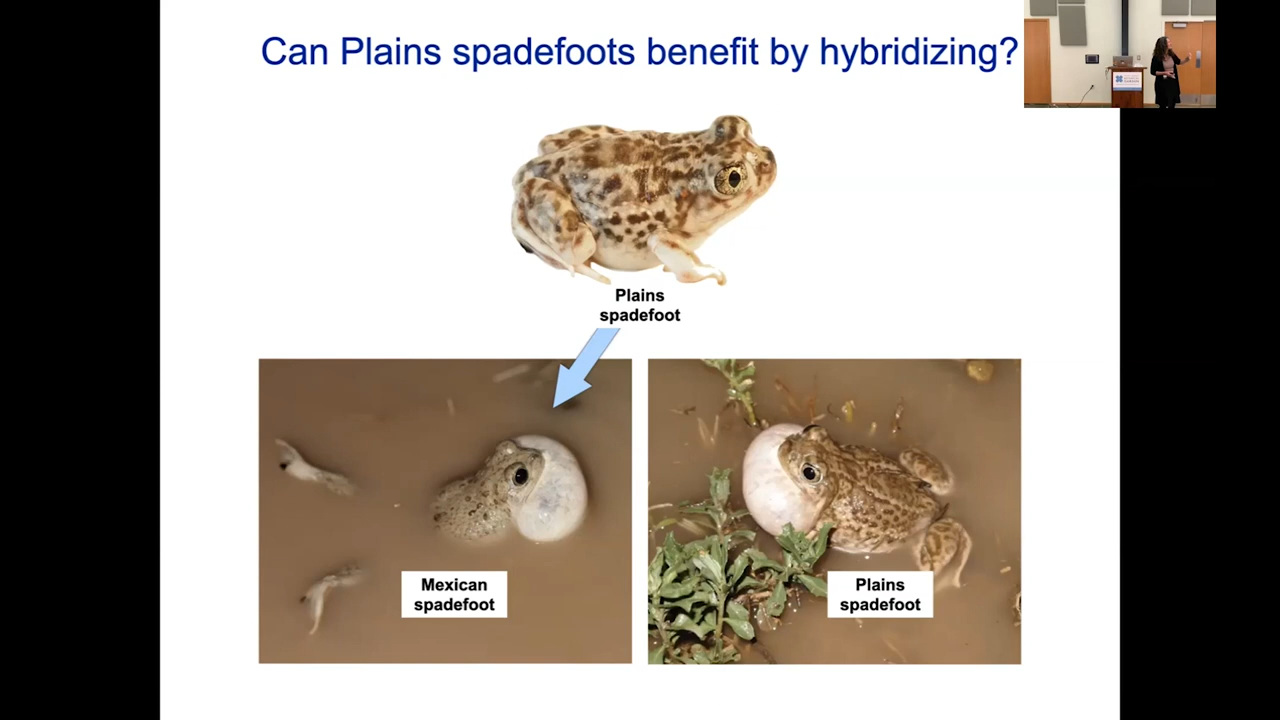 Can Plains spadefoots benefit by hybridizing?
Plains
spadefoot
Mexican
spadefoot
Plains
spadefoot